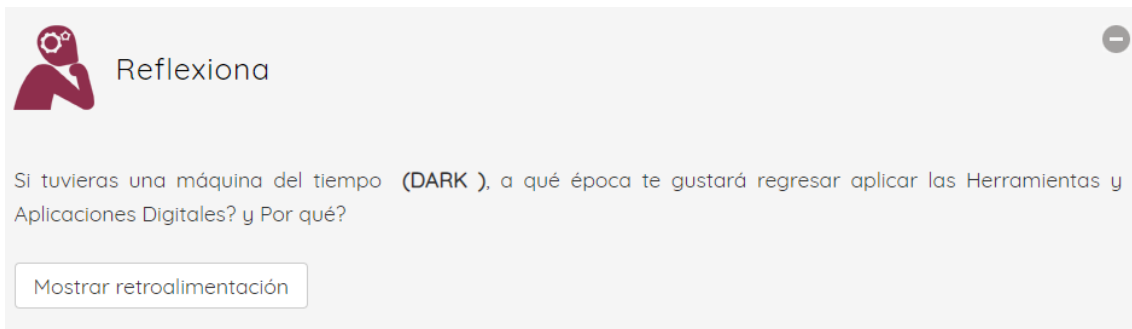 Reflexiona
Si tuvieras una máquina del tiempo (DARK ), a qué época te gustará regresar aplicar las Herramientas y
Aplicaciones Digitales? y Por qué?
Mostrar retroalimentación